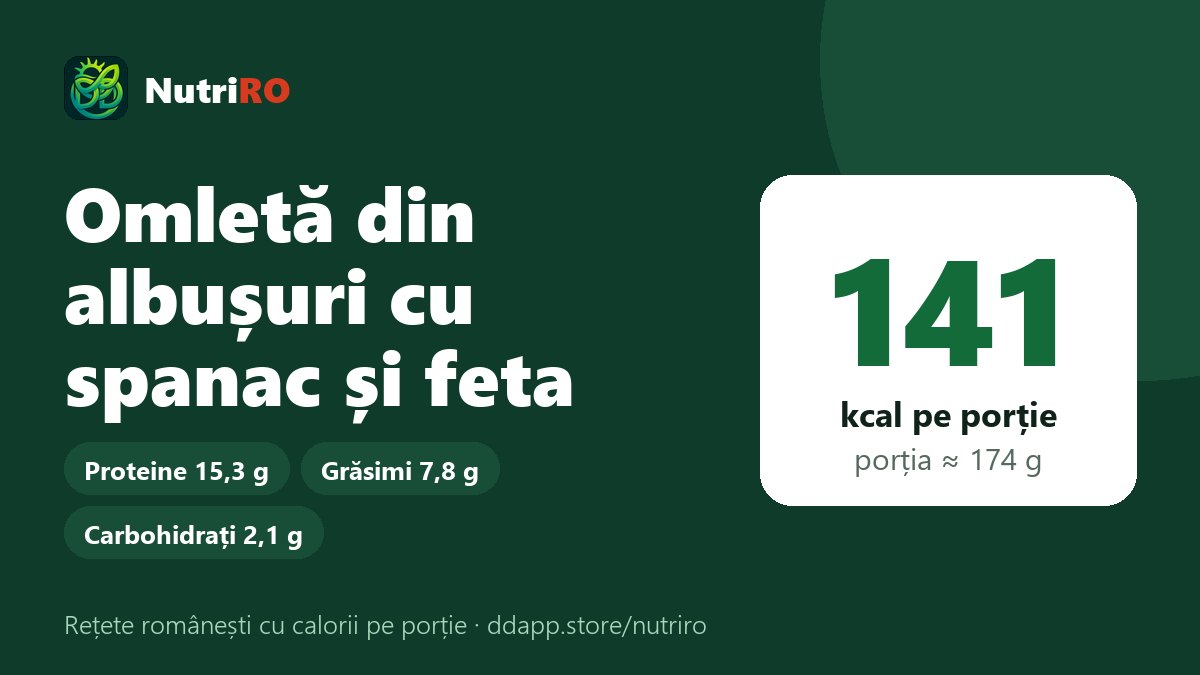 NutriRO
Omletă din
albușuri cu
spanac și feta
Proteine 15,3 g
Grăsimi 7,8 g
Carbohidrați 2,1 g
141
kcal pe porție
porția ≈ 174 g
Rețete românești cu calorii pe porție · ddapp.store/nutriro